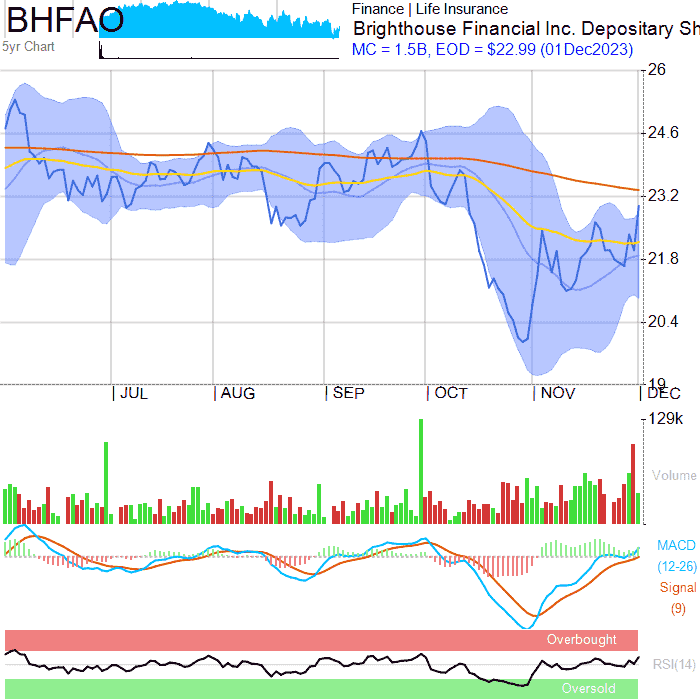 BHFAO
5yr Chart
Finance | Life Insurance
Brighthouse Financial Inc. Depositary Sh
MC = 1.5B, EOD = $22.99 (01Dec2023)
26
24.6
23.2
21.8
20.4
19
JUL AUG SEP OCT NOV DEC
129k
Volume
MACD
(12-26)
Signal
(9)
Overbought
RSI(14)
Oversold